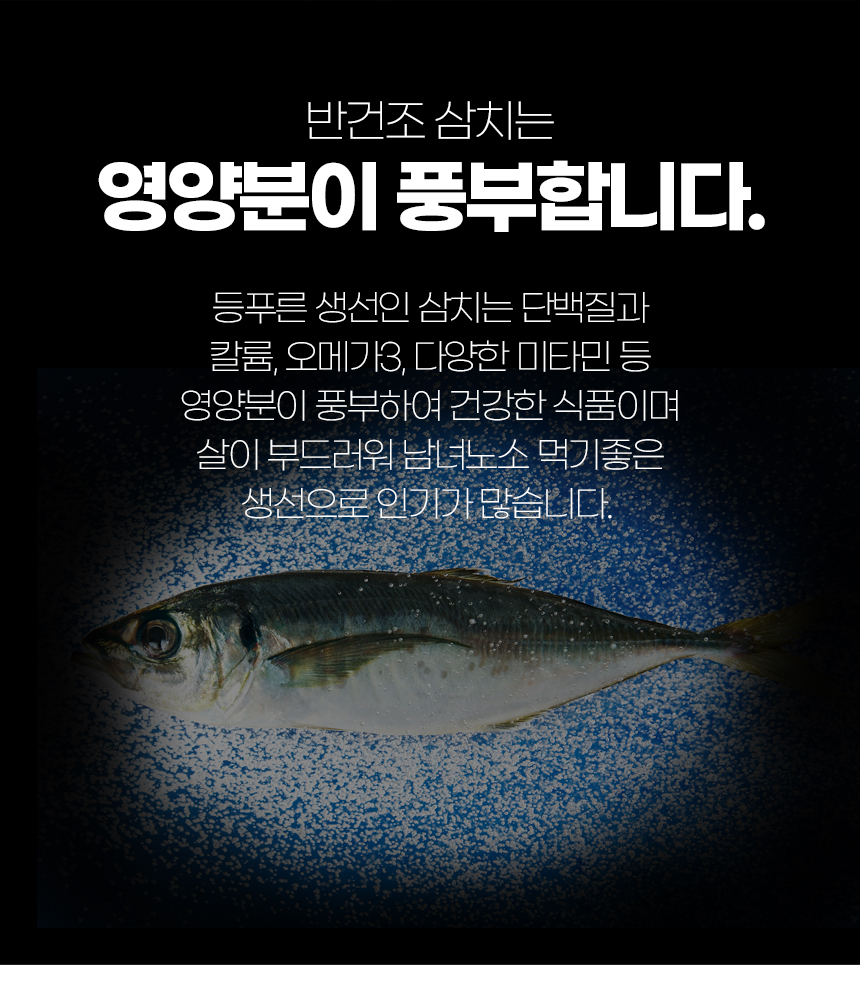 반건조 삼치는
영양분이 풍부합니다.
등푸른 생선인 삼치는 단백질과
칼륨, 오메가3, 다양한 미타민 등
영양분이 풍부하여 건강한 식품이며
살이 부드러워 남녀노소 먹기좋은
생선으로 인기가 많습니다.